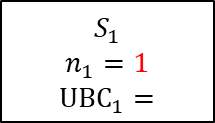 S₁
n₁ = 1
UBC₁ =